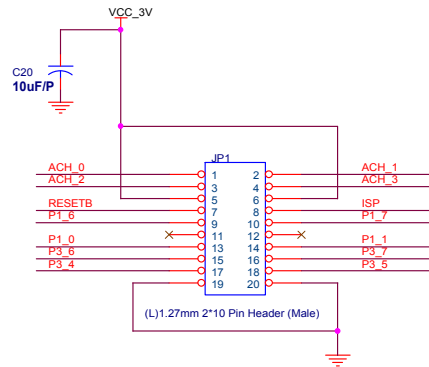 VCC_3V
C20
10uF/P
JP1
ACH_0 1 2 ACH_1
ACH_2 3 4 ACH_3
5 6
RESETB 7 8 ISP
P1_6 9 10 P1_7
11 12
P1_0 13 14 P1_1
P3_6 15 16 P3_7
P3_4 17 18 P3_5
19 20
(L)1.27mm 2*10 Pin Header (Male)